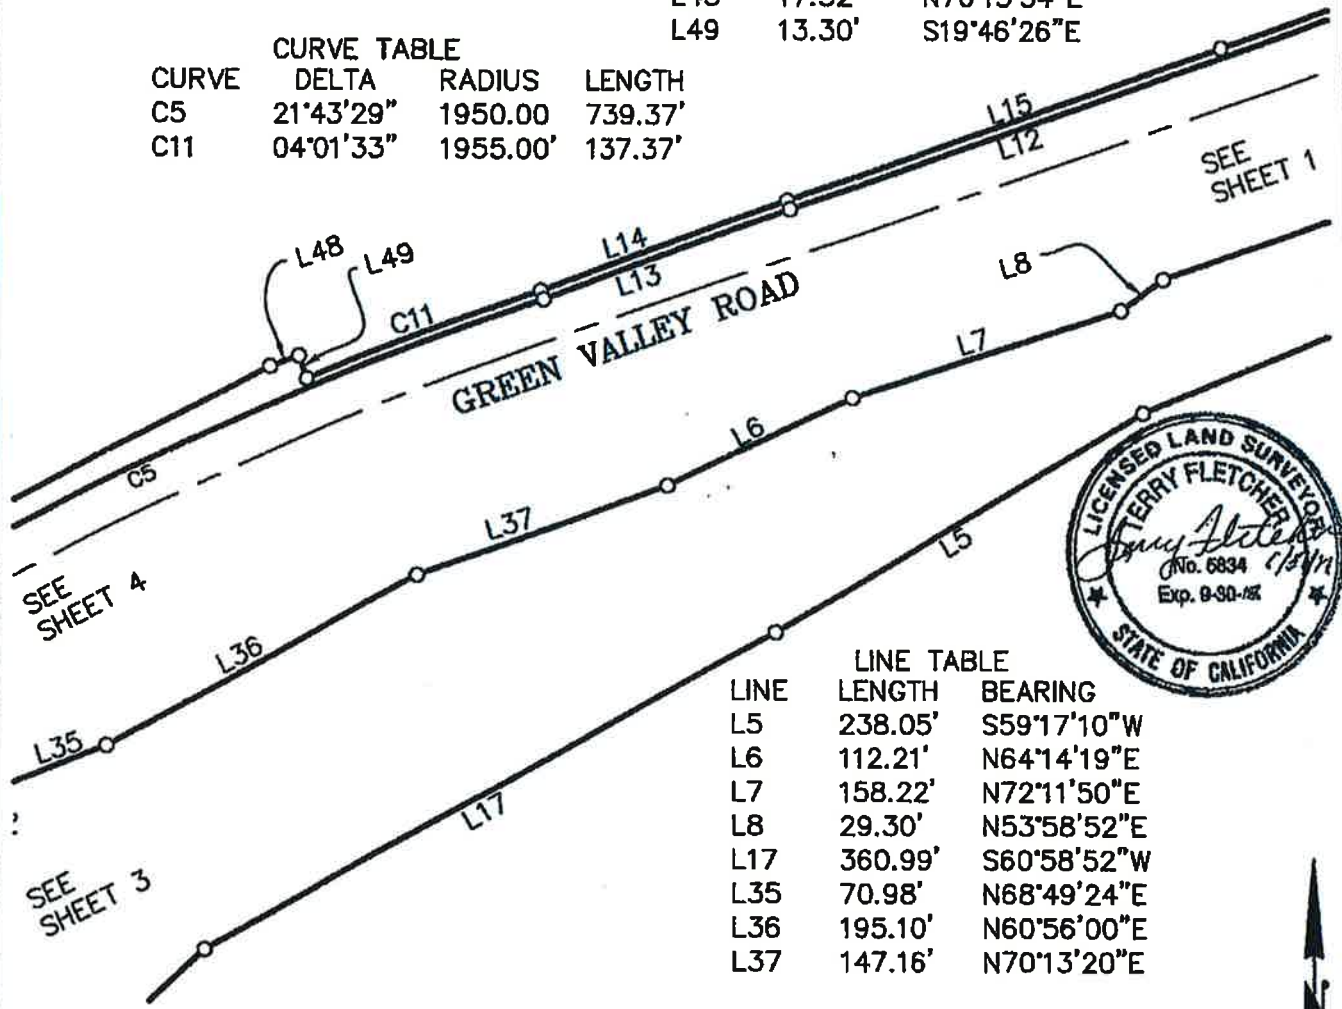 L49 13.30' S19°46'26"E
CURVE TABLE
CURVE DELTA RADIUS LENGTH
C5 21°43'29" 1950.00 739.37'
C11 04°01'33" 1955.00' 137.37'
L15
L12
SEE
SHEET 1
L14
L13
L48
L49
C11
L8
GREEN VALLEY ROAD
L7
L6
C5
L37
L5
SEE
SHEET 4
L36
L35
L17
SEE
SHEET 3
LICENSED LAND SURVEYOR
TERRY FLETCHER
No. 5834
Exp. 9-30-
STATE OF CALIFORNIA
LINE TABLE
LINE LENGTH BEARING
L5 238.05' S59°17'10"W
L6 112.21' N64°14'19"E
L7 158.22' N72°11'50"E
L8 29.30' N53°58'52"E
L17 360.99' S60°58'52"W
L35 70.98' N68°49'24"E
L36 195.10' N60°56'00"E
L37 147.16' N70°13'20"E